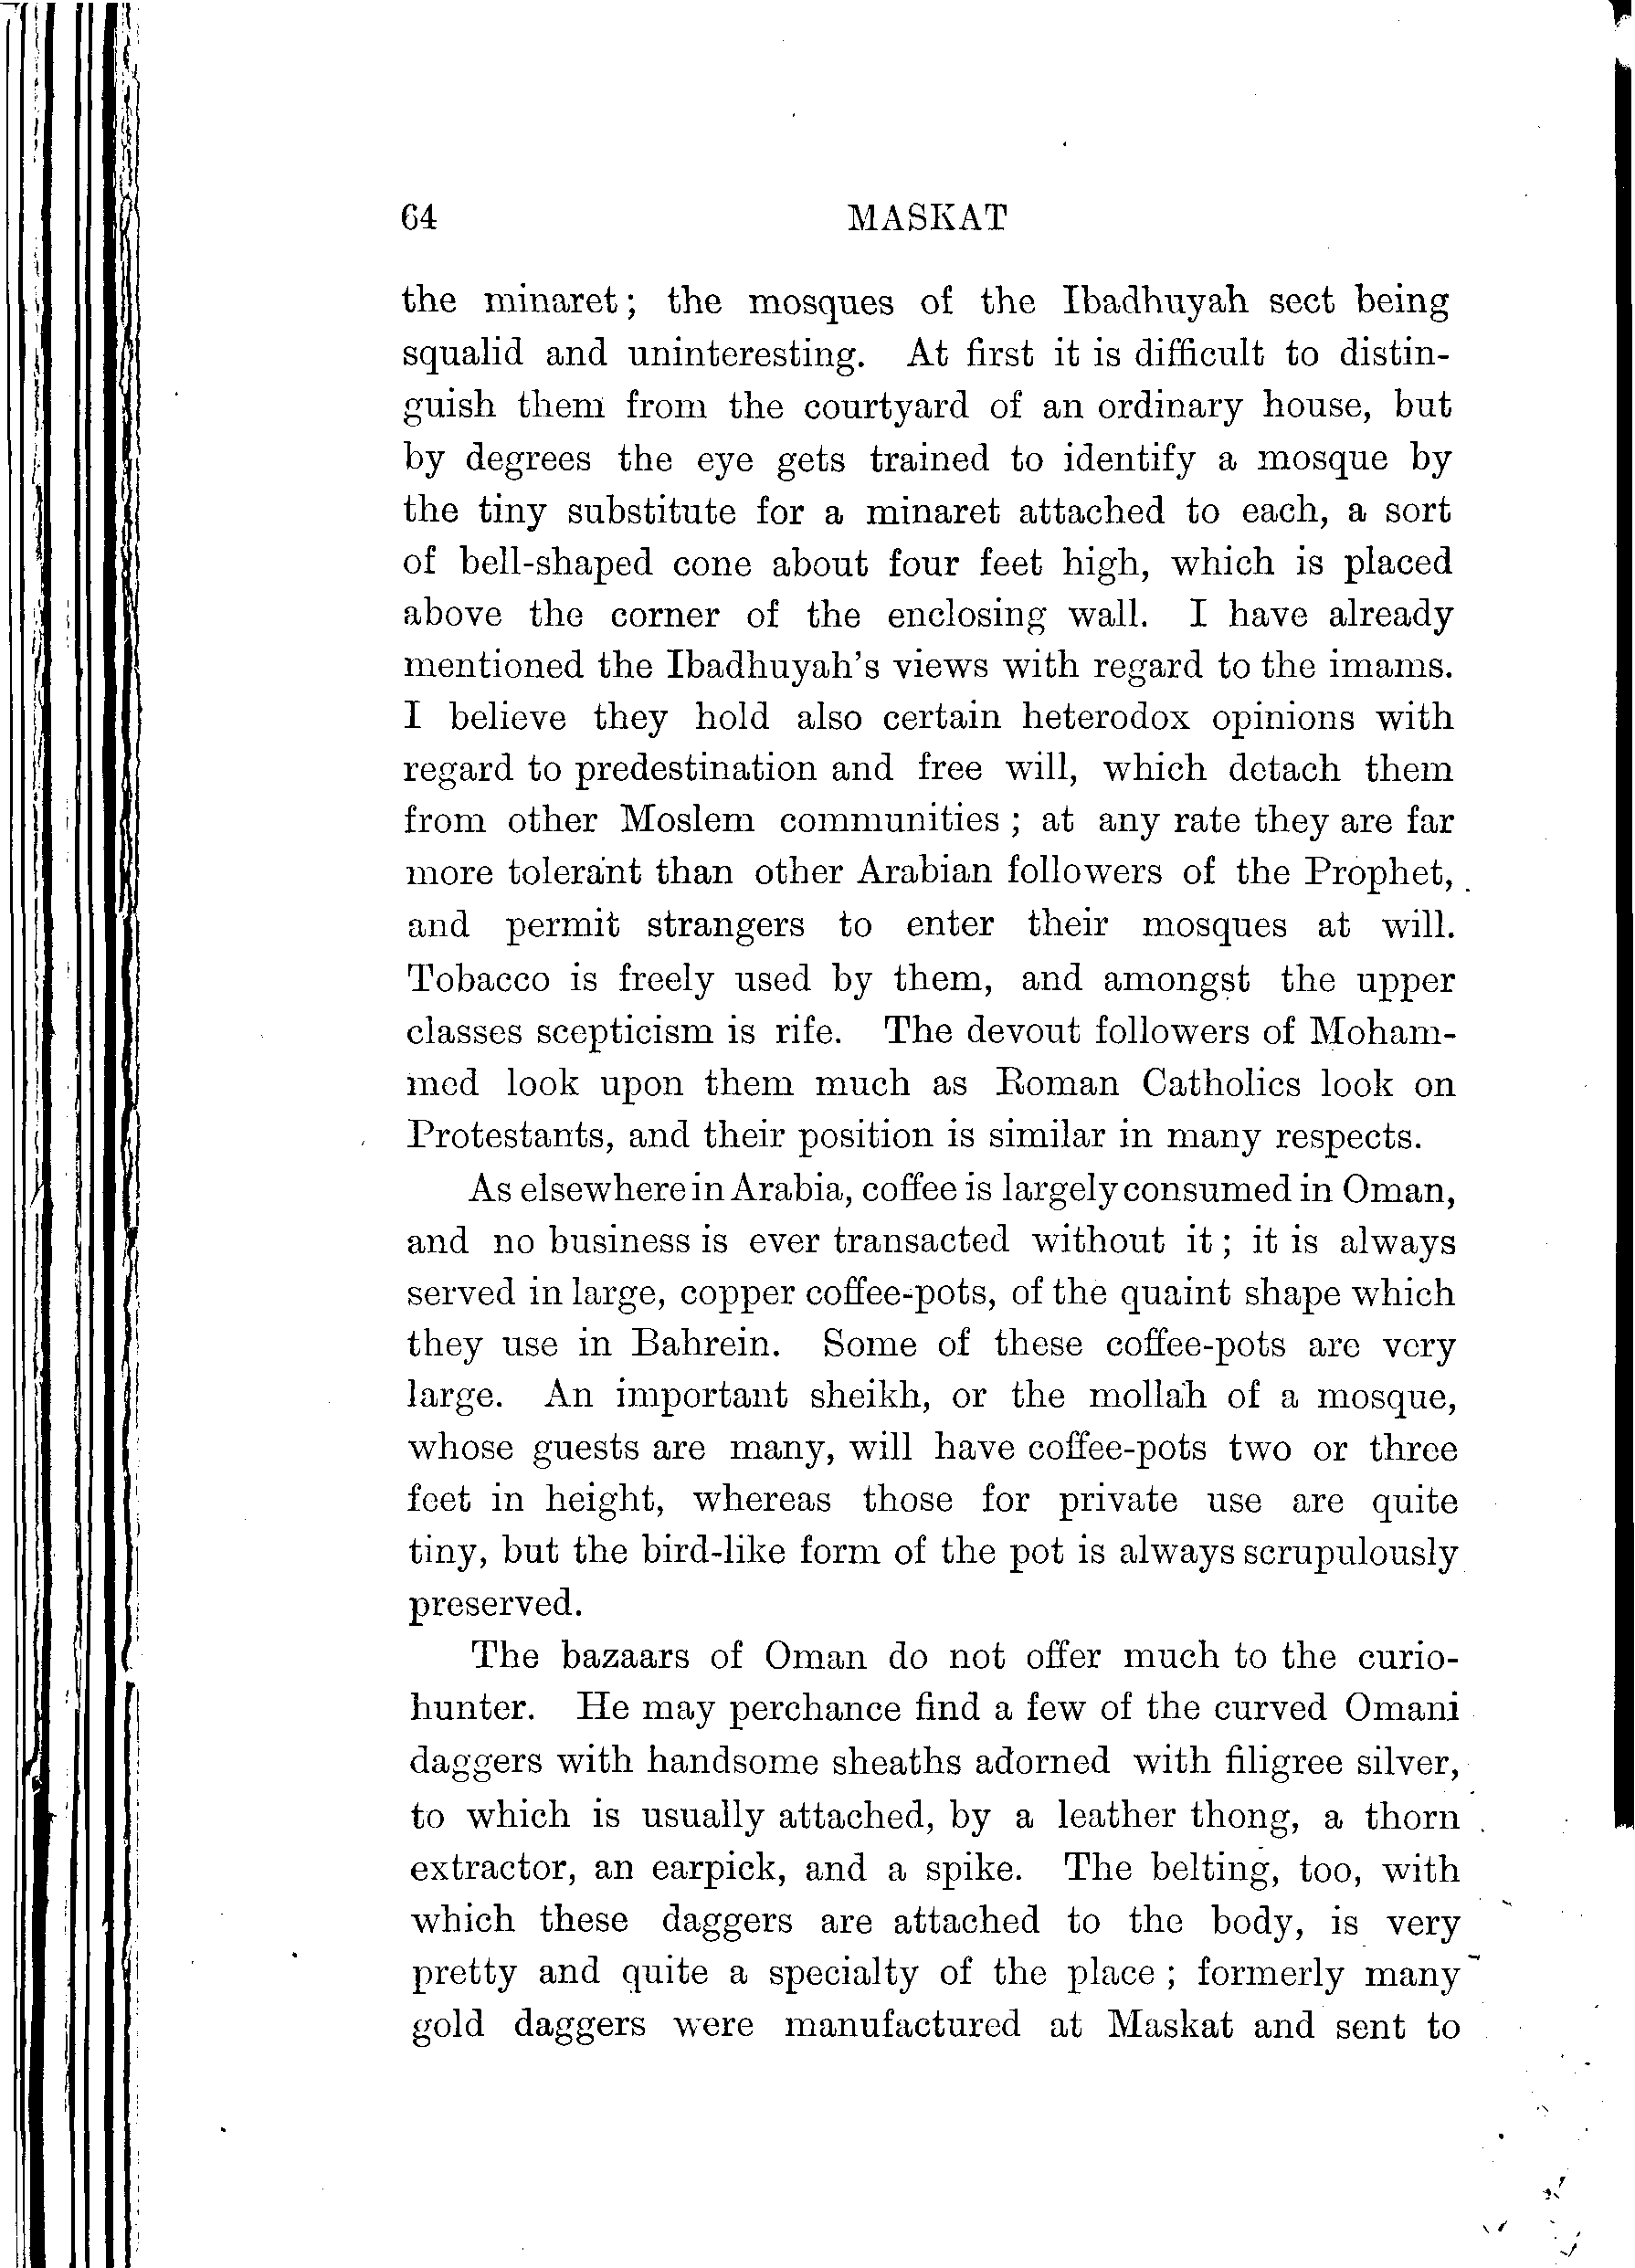 64 MASKAT
the minaret; the mosques of the Ibadhuyah sect being
squalid and uninteresting. At first it is difficult to distin-
guish them from the courtyard of an ordinary house, but
by degrees the eye gets trained to identify a mosque by
the tiny substitute for a minaret attached to each, a sort
of bell-shaped cone about four feet high, which is placed
above the corner of the enclosing wall. I have already
mentioned the Ibadhuyah's views with regard to the imams.
I believe they hold also certain heterodox opinions with
regard to predestination and free will, which detach them
from other Moslem communities; at any rate they are far
more tolerant than other Arabian followers of the Prophet,
and permit strangers to enter their mosques at will.
Tobacco is freely used by them, and amongst the upper
classes scepticism is rife. The devout followers of Moham-
med look upon them much as Roman Catholics look on
Protestants, and their position is similar in many respects.
As elsewhere in Arabia, coffee is largely consumed in Oman,
and no business is ever transacted without it; it is always
served in large, copper coffee-pots, of the quaint shape which
they use in Bahrein. Some of these coffee-pots are very
large. An important sheikh, or the mollah of a mosque,
whose guests are many, will have coffee-pots two or three
feet in height, whereas those for private use are quite
tiny, but the bird-like form of the pot is always scrupulously
preserved.
The bazaars of Oman do not offer much to the curio-
hunter. He may perchance find a few of the curved Omani
daggers with handsome sheaths adorned with filigree silver,
to which is usually attached, by a leather thong, a thorn
extractor, an earpick, and a spike. The belting, too, with
which these daggers are attached to the body, is very
pretty and quite a specialty of the place; formerly many
gold daggers were manufactured at Maskat and sent to